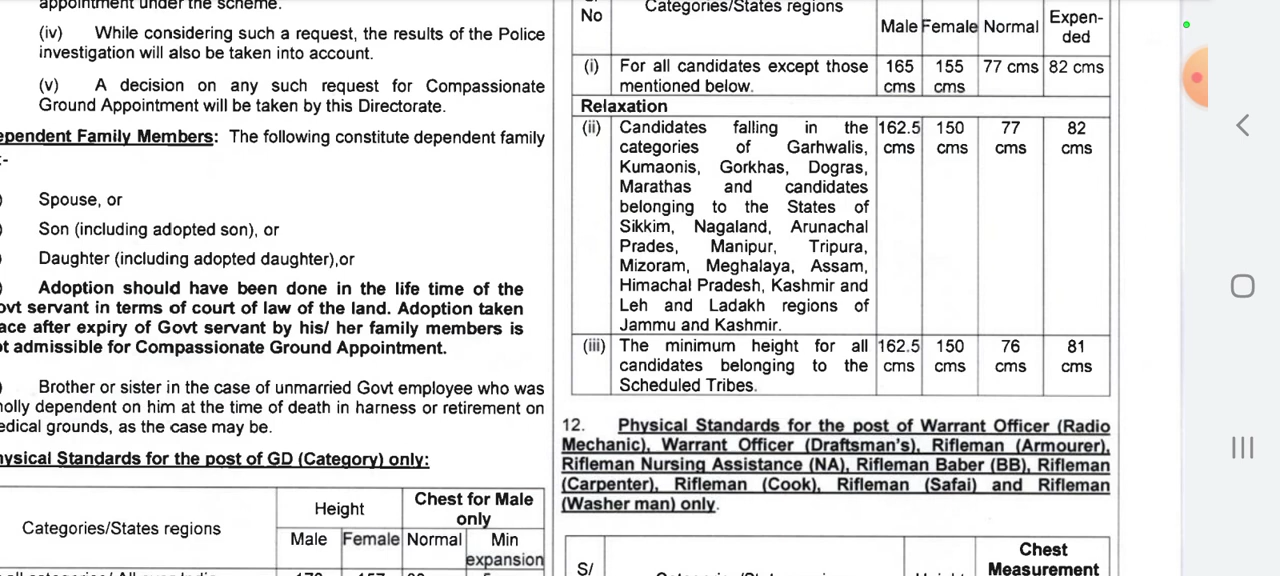 appointment under the scheme.
(iv) While considering such a request, the results of the Police
investigation will also be taken into account.
(v) A decision on any such request for Compassionate
Ground Appointment will be taken by this Directorate.
ependent Family Members: The following constitute dependent family
:-
) Spouse, or
) Son (including adopted son), or
) Daughter (including adopted daughter),or
) Adoption should have been done in the life time of the
ovt servant in terms of court of law of the land. Adoption taken
ace after expiry of Govt servant by his/ her family members is
ot admissible for Compassionate Ground Appointment.
) Brother or sister in the case of unmarried Govt employee who was
holly dependent on him at the time of death in harness or retirement on
edical grounds, as the case may be.
ysical Standards for the post of GD (Category) only:
Categories/States regions
Height
Chest for Male
only
Male Female Normal Min
expansion
No Categories/States regions
Male Female Normal Expen-
ded
(i) For all candidates except those 165 155 77 cms 82 cms
mentioned below. cms cms
Relaxation
(ii) Candidates falling in the 162.5 150 77 82
categories of Garhwalis, cms cms cms cms
Kumaonis, Gorkhas, Dogras,
Marathas and candidates
belonging to the States of
Sikkim, Nagaland, Arunachal
Prades, Manipur, Tripura,
Mizoram, Meghalaya, Assam,
Himachal Pradesh, Kashmir and
Leh and Ladakh regions of
Jammu and Kashmir.
(iii) The minimum height for all 162.5 150 76 81
candidates belonging to the cms cms cms cms
Scheduled Tribes.
12. Physical Standards for the post of Warrant Officer (Radio
Mechanic), Warrant Officer (Draftsman's), Rifleman (Armourer),
Rifleman Nursing Assistance (NA), Rifleman Baber (BB), Rifleman
(Carpenter), Rifleman (Cook), Rifleman (Safai) and Rifleman
(Washer man) only.
S/
Chest
Measurement